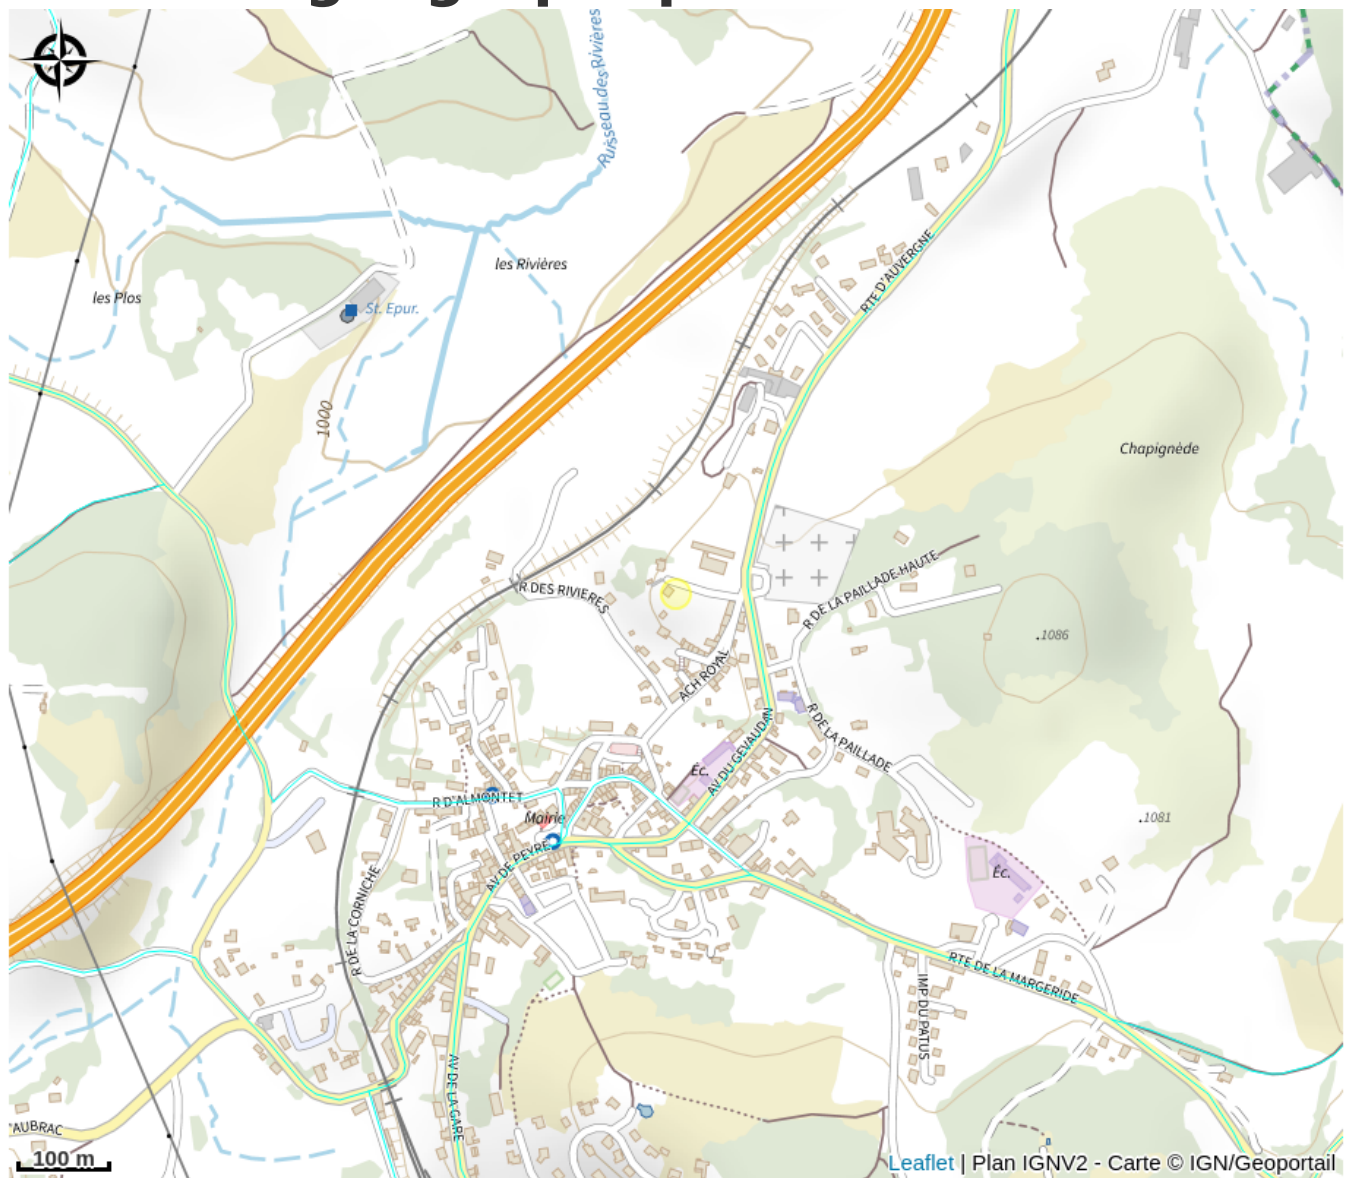 Ruisseau des Rivières
les Rivières
les Plos
St. Epur.
RTE D'AUVERGNE
1000
Chapignède
R DES RIVIERES
R DE LA PAILLADE HAUTE
.1086
ACH ROYAL
R DE LA PAILLADE
AV DU GEVAUDAN
Éc.
R D'ALMONTET
Mairie
.1081
AV DE PEYRE
Éc.
R DE LA CORNICHE
RTE DE LA MARGERIDE
IMP DU PATUS
AV DE LA GARE
'AUBRAC
100 m
Leaflet | Plan IGNV2 - Carte © IGN/Geoportail